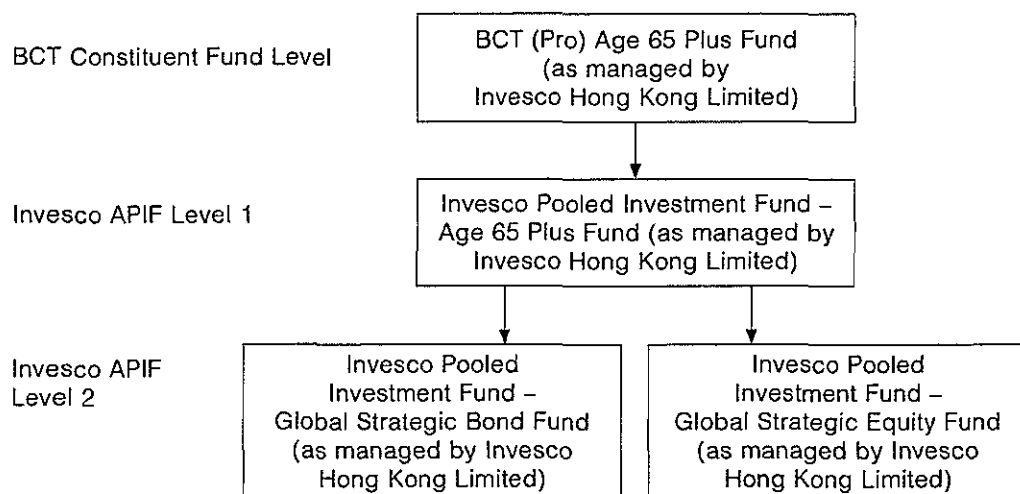 BCT Constituent Fund Level
BCT (Pro) Age 65 Plus Fund
(as managed by
Invesco Hong Kong Limited)
Invesco APIF Level 1
Invesco Pooled Investment Fund –
Age 65 Plus Fund (as managed by
Invesco Hong Kong Limited)
Invesco APIF
Level 2
Invesco Pooled
Investment Fund –
Global Strategic Bond Fund
(as managed by Invesco
Hong Kong Limited)
Invesco Pooled
Investment Fund –
Global Strategic Equity Fund
(as managed by Invesco
Hong Kong Limited)